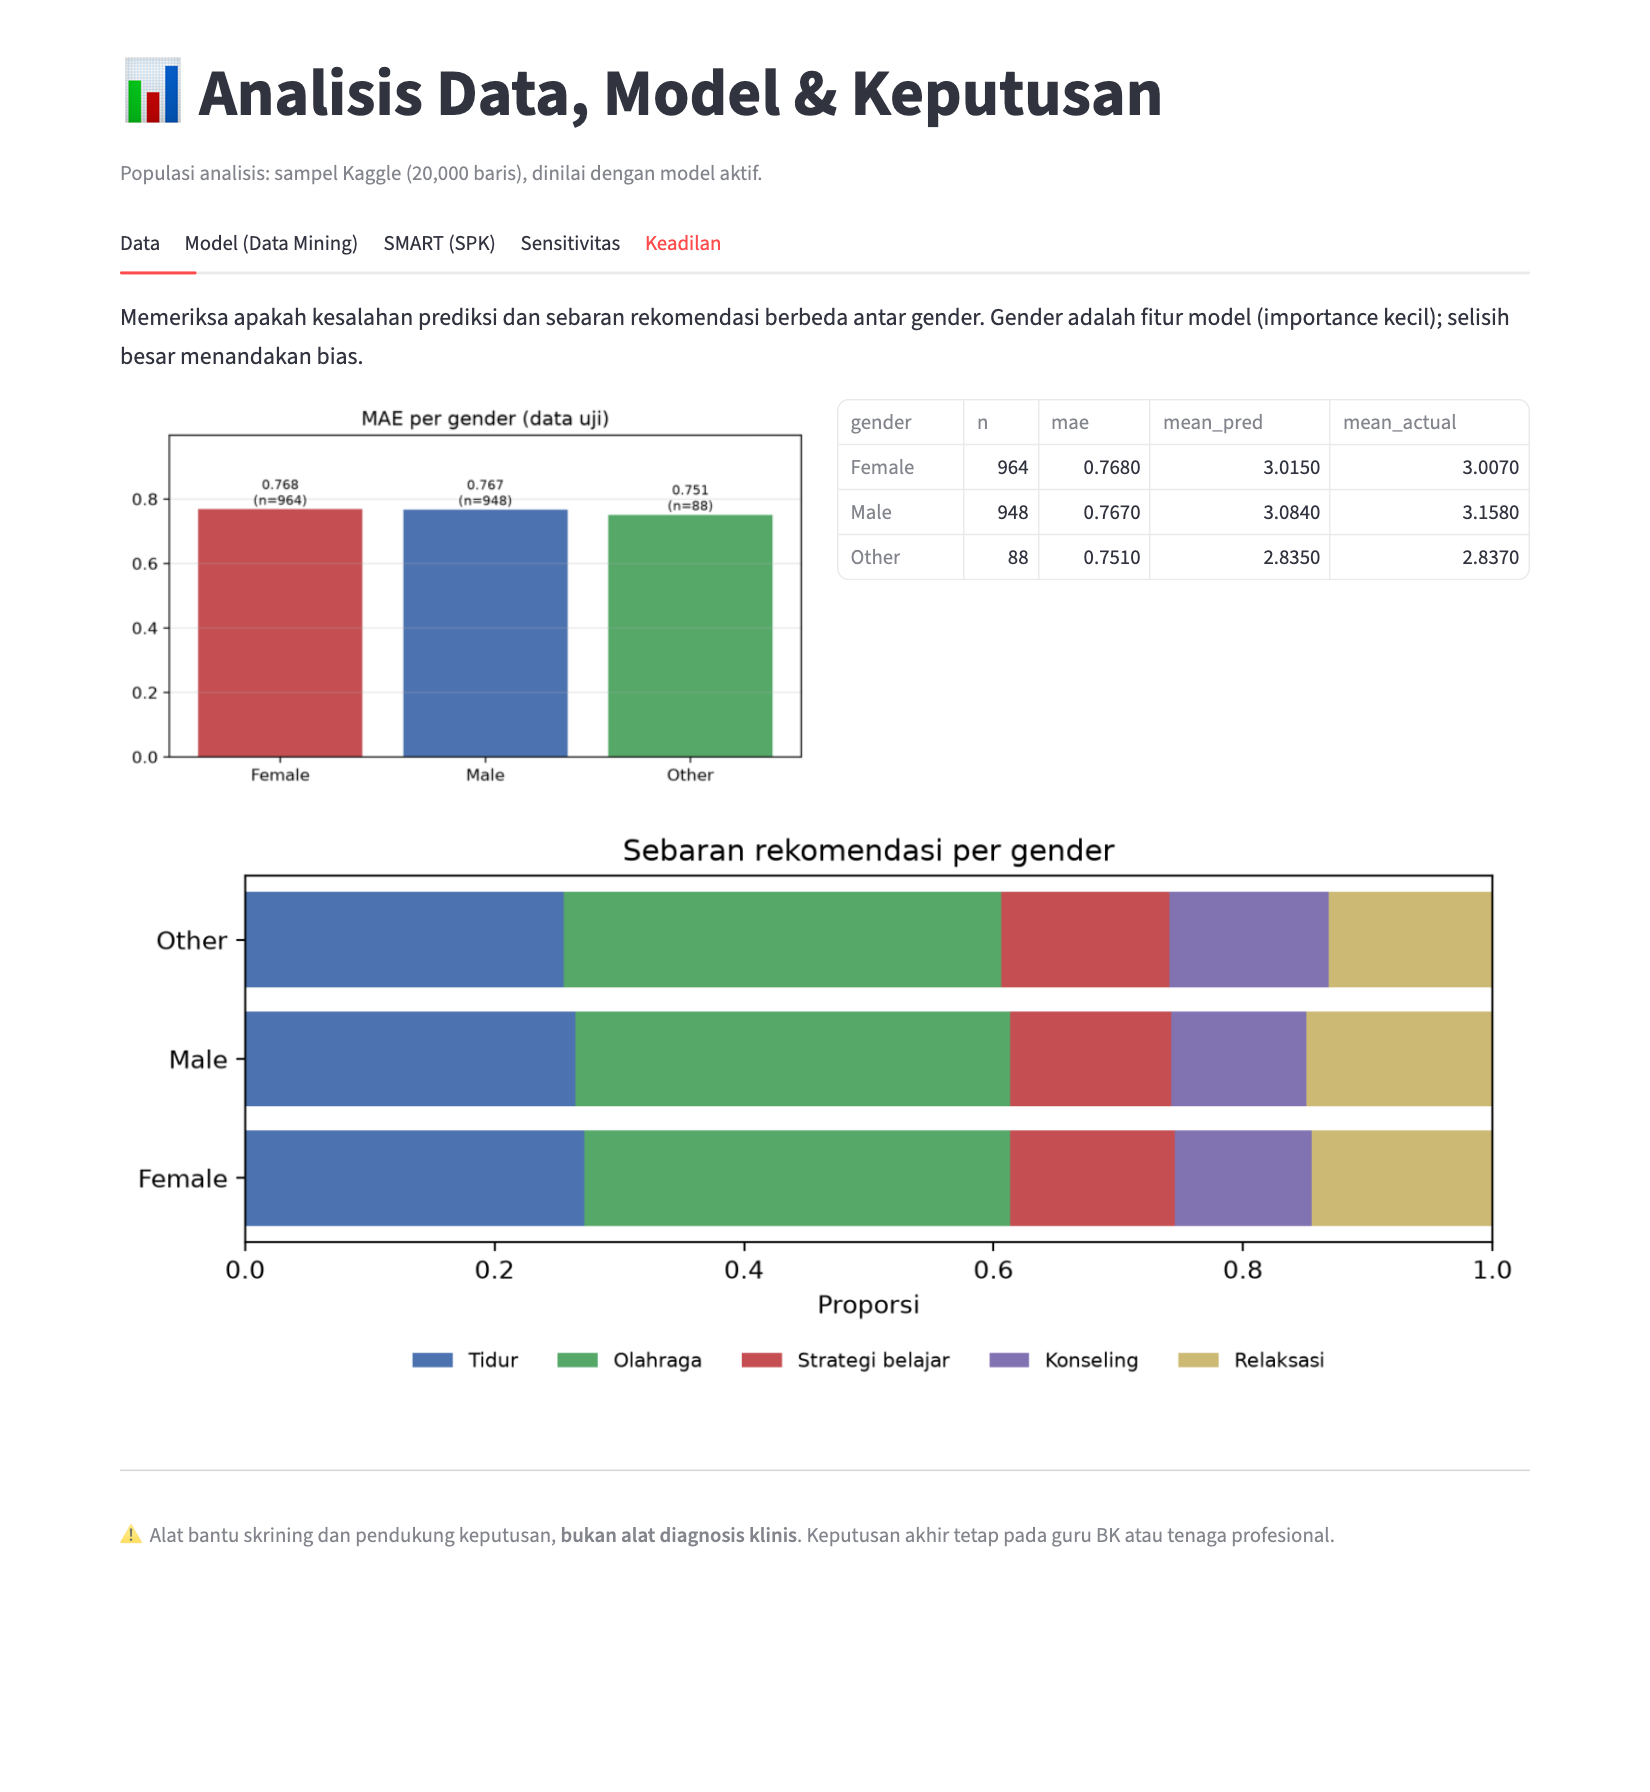 Analisis Data, Model & Keputusan
Populasi analisis: sampel Kaggle (20,000 baris), dinilai dengan model aktif.
Data Model (Data Mining) SMART (SPK) Sensitivitas Keadilan
Memeriksa apakah kesalahan prediksi dan sebaran rekomendasi berbeda antar gender. Gender adalah fitur model (importance kecil); selisih
besar menandakan bias.
MAE per gender (data uji)
0.768 0.767 0.751
(n=964) (n=948) (n=88)
0.8
0.6
0.4
0.2
0.0
Female Male Other
gender n mae mean_pred mean_actual
Female 964 0.7680 3.0150 3.0070
Male 948 0.7670 3.0840 3.1580
Other 88 0.7510 2.8350 2.8370
Sebaran rekomendasi per gender
Other
Male
Female
0.0 0.2 0.4 0.6 0.8 1.0
Proporsi
Tidur Olahraga Strategi belajar Konseling Relaksasi
Alat bantu skrining dan pendukung keputusan, bukan alat diagnosis klinis. Keputusan akhir tetap pada guru BK atau tenaga profesional.